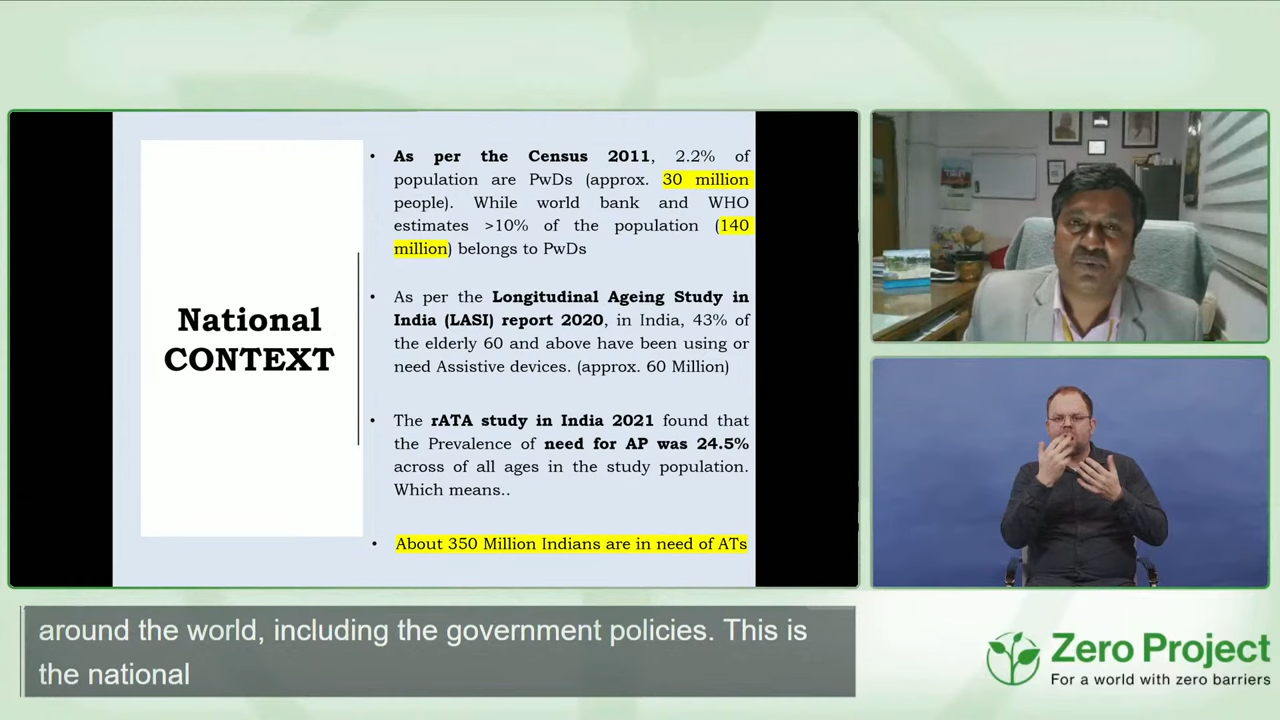 National
CONTEXT
• As per the Census 2011, 2.2% of
population are PwDs (approx. 30 million
people). While world bank and WHO
estimates >10% of the population (140
million) belongs to PwDs
• As per the Longitudinal Ageing Study in
India (LASI) report 2020, in India, 43% of
the elderly 60 and above have been using or
need Assistive devices. (approx. 60 Million)
• The rATA study in India 2021 found that
the Prevalence of need for AP was 24.5%
across of all ages in the study population.
Which means..
• About 350 Million Indians are in need of ATs
around the world, including the government policies. This is
the national
Zero Project
For a world with zero barriers